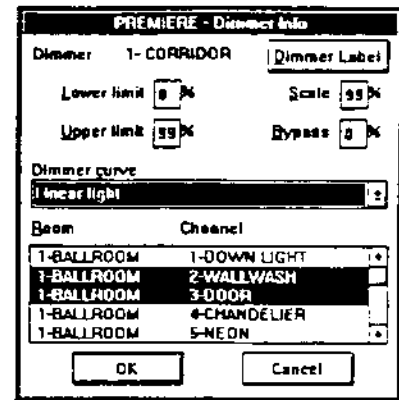 PREMIERE - Dimmer Info
Dimmer 1- CORRIDOR Dimmer Label
Lower limit 0 % Scale 99 %
Upper limit 99 % Bypass 0 %
Dimmer curve
Linear light
Room Channel
1-BALLROOM 1-DOWN LIGHT
1-BALLROOM 2-WALLWASH
1-BALLROOM 3-DOOR
1-BALLROOM 4-CHANDELIER
1-BALLROOM 5-NEON
OK Cancel